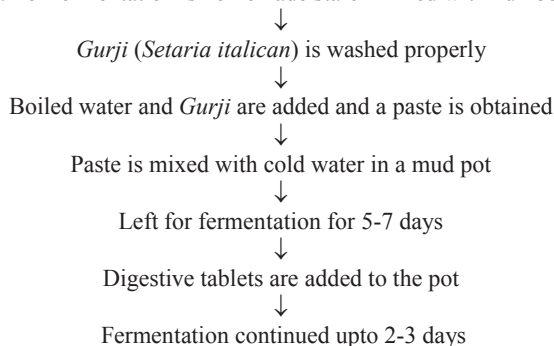 ↓
Gurji (Setaria italican) is washed properly
↓
Boiled water and Gurji are added and a paste is obtained
↓
Paste is mixed with cold water in a mud pot
↓
Left for fermentation for 5-7 days
↓
Digestive tablets are added to the pot
↓
Fermentation continued upto 2-3 days